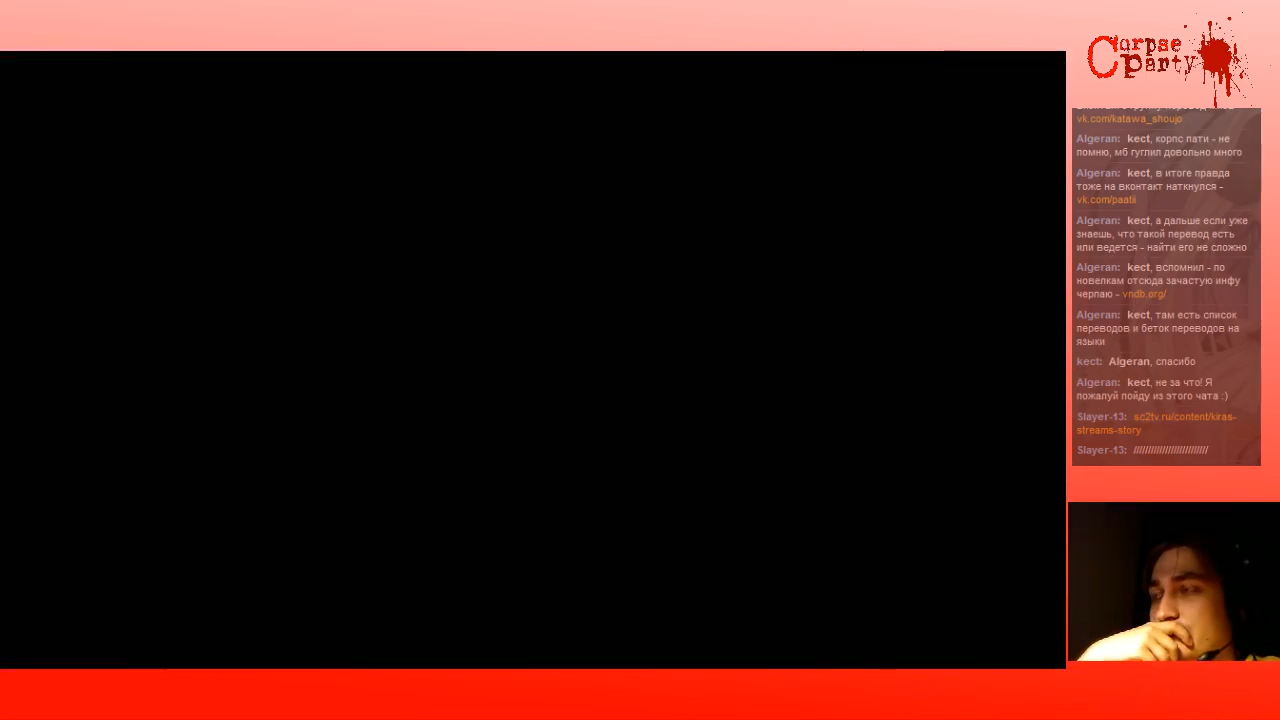 Corpse
party
vk.com/katawa_shoujo
Algeran: kect, корпс пати - не
помню, мб гуглил довольно много
Algeran: kect, в итоге правда
тоже на вконтакт наткнулся -
vk.com/paatii
Algeran: kect, а дальше если уже
знаешь, что такой перевод есть
или ведется - найти его не сложно
Algeran: kect, вспомнил - по
новелкам отсюда зачастую инфу
черпаю - vndb.org/
Algeran: kect, там есть список
переводов и беток переводов на
языки
kect: Algeran, спасибо
Algeran: kect, не за что! Я
пожалуй пойду из этого чата :)
Slayer-13: sc2tv.ru/content/kiras-
streams-story
Slayer-13: //////////////////////////